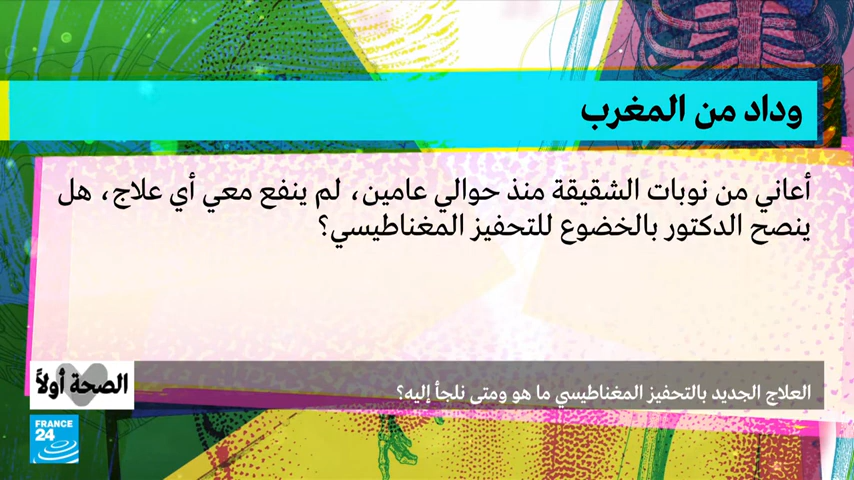 وداد من المغرب
أعاني من نوبات الشقيقة منذ حوالي عامين، لم ينفع معي أي علاج، هل
ينصح الدكتور بالخضوع للتحفيز المغناطيسي؟
الصحة أولاً
العلاج الجديد بالتحفيز المغناطيسي ما هو ومتى نلجأ إليه؟
FRANCE
24